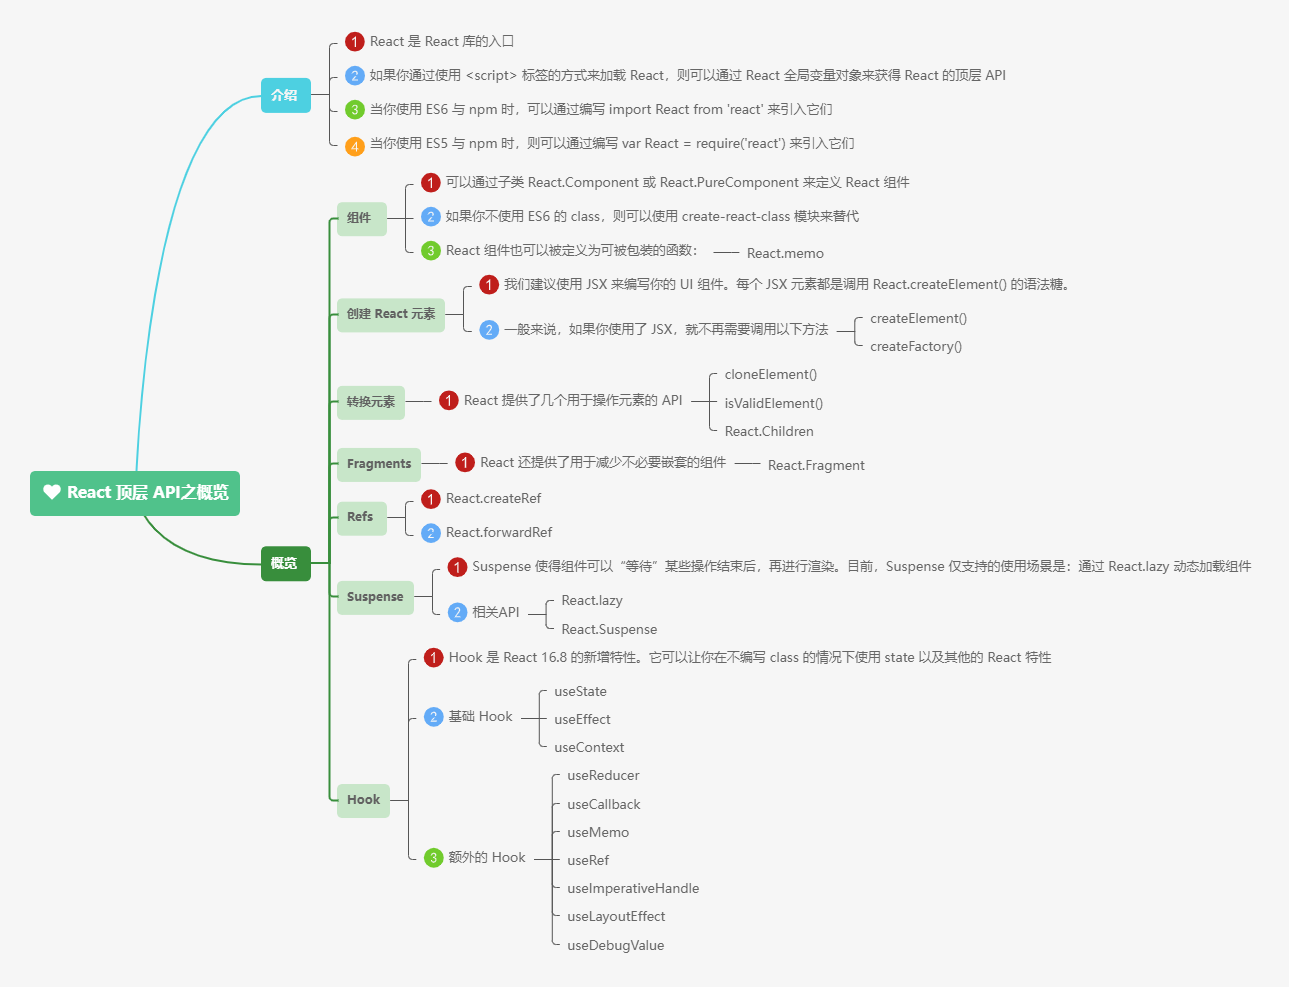 React 顶层 API之概览
介绍
1 React 是 React 库的入口
2 如果你通过使用 <script> 标签的方式来加载 React，则可以通过 React 全局变量对象来获得 React 的顶层 API
3 当你使用 ES6 与 npm 时，可以通过编写 import React from 'react' 来引入它们
4 当你使用 ES5 与 npm 时，则可以通过编写 var React = require('react') 来引入它们
概览
组件
1 可以通过子类 React.Component 或 React.PureComponent 来定义 React 组件
2 如果你不使用 ES6 的 class，则可以使用 create-react-class 模块来替代
3 React 组件也可以被定义为可被包装的函数：
React.memo
创建 React 元素
1 我们建议使用 JSX 来编写你的 UI 组件。每个 JSX 元素都是调用 React.createElement() 的语法糖。
2 一般来说，如果你使用了 JSX，就不再需要调用以下方法
createElement()
createFactory()
转换元素
1 React 提供了几个用于操作元素的 API
cloneElement()
isValidElement()
React.Children
Fragments
1 React 还提供了用于减少不必要嵌套的组件
React.Fragment
Refs
1 React.createRef
2 React.forwardRef
Suspense
1 Suspense 使得组件可以“等待”某些操作结束后，再进行渲染。目前，Suspense 仅支持的使用场景是：通过 React.lazy 动态加载组件
2 相关API
React.lazy
React.Suspense
Hook
1 Hook 是 React 16.8 的新增特性。它可以让你在不编写 class 的情况下使用 state 以及其他的 React 特性
2 基础 Hook
useState
useEffect
useContext
3 额外的 Hook
useReducer
useCallback
useMemo
useRef
useImperativeHandle
useLayoutEffect
useDebugValue